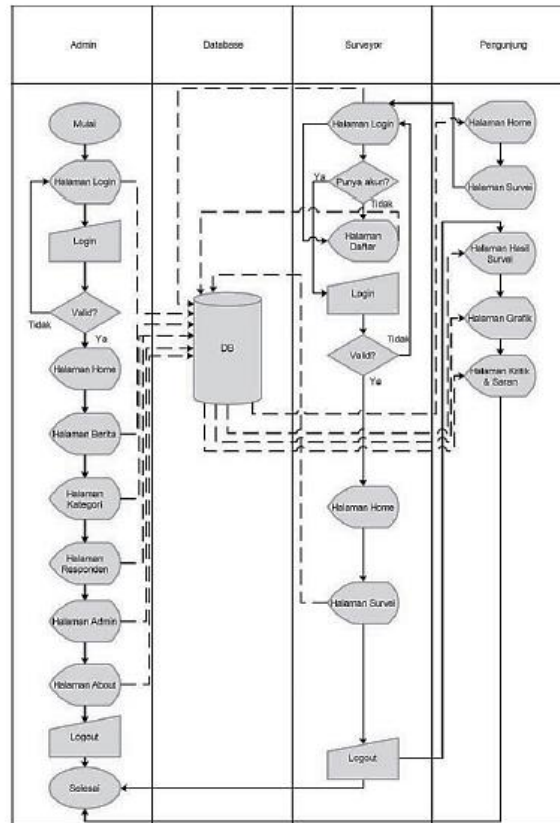 Admin
Database
Surveyor
Pengunjung
Mulai
Halaman Login
Login
Valid?
Tidak
Ya
Halaman Home
Halaman Berita
Halaman
Kategori
Halaman
Responden
Halaman Admin
Halaman About
Logout
Selesai
DB
Halaman Login
Ya
Punya akun?
Tidak
Halaman
Daftar
Login
Valid?
Tidak
Ya
Halaman Home
Halaman Survei
Logout
Halaman Home
Halaman Survei
Halaman Hasil
Survei
Halaman Grafik
Halaman Kritik
& Saran